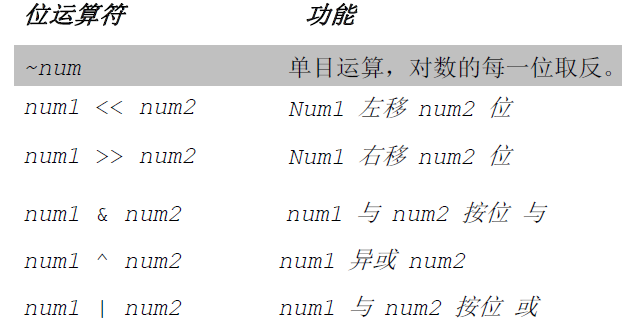 位运算符 功能
~num 单目运算，对数的每一位取反。
num1 << num2 Num1 左移 num2 位
num1 >> num2 Num1 右移 num2 位
num1 & num2 num1 与 num2 按位 与
num1 ^ num2 num1 异或 num2
num1 | num2 num1 与 num2 按位 或